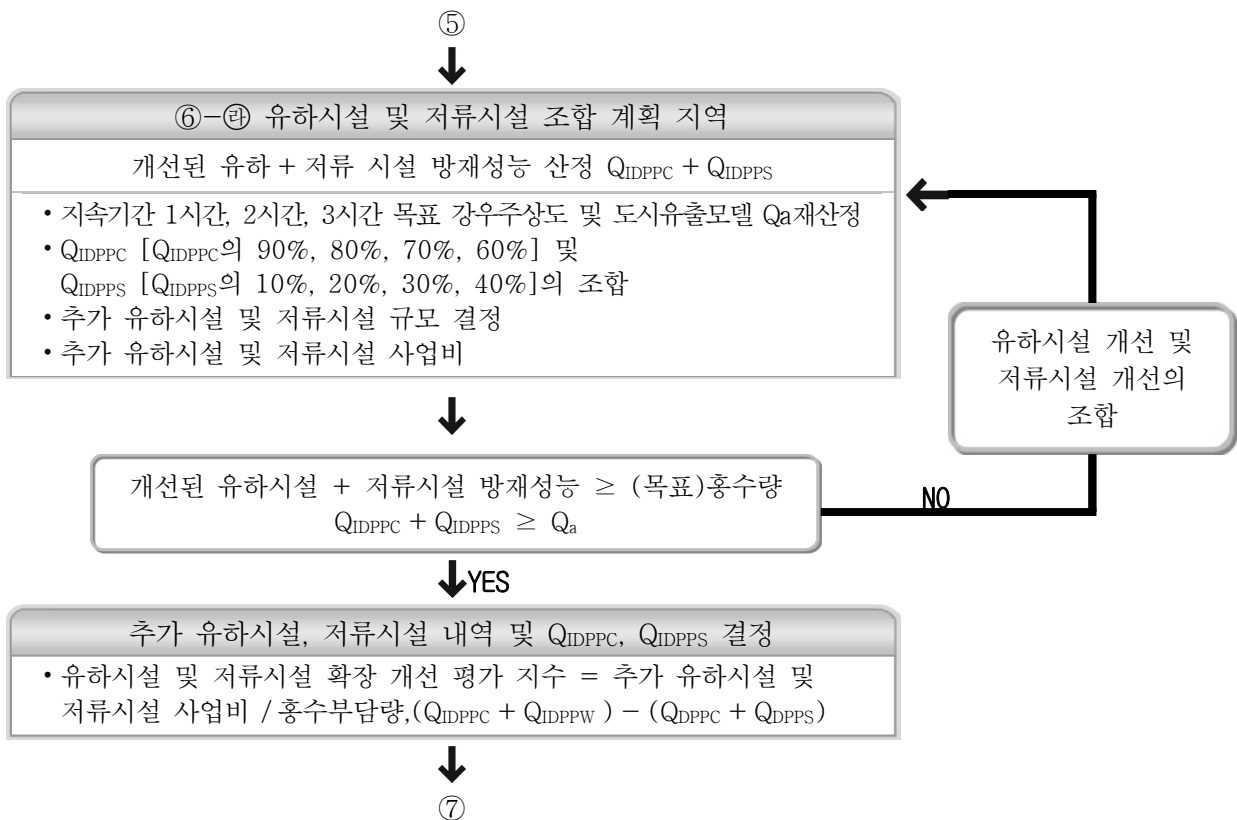 ⑤
⑥-㉣ 유하시설 및 저류시설 조합 계획 지역
개선된 유하 + 저류 시설 방재성능 산정 QIDPPC + QIDPPS
• 지속기간 1시간, 2시간, 3시간 목표 강우주상도 및 도시유출모델 Qa재산정
• QIDPPC [QIDPPC의 90%, 80%, 70%, 60%] 및
QIDPPS [QIDPPS의 10%, 20%, 30%, 40%]의 조합
• 추가 유하시설 및 저류시설 규모 결정
• 추가 유하시설 및 저류시설 사업비
유하시설 개선 및
저류시설 개선의
조합
개선된 유하시설 + 저류시설 방재성능 ≥ (목표)홍수량
QIDPPC + QIDPPS ≥ Qa
NO
YES
추가 유하시설, 저류시설 내역 및 QIDPPC, QIDPPS 결정
• 유하시설 및 저류시설 확장 개선 평가 지수 = 추가 유하시설 및
저류시설 사업비 / 홍수부담량,(QIDPPC + QIDPPW ) − (QDPPC + QDPPS)
⑦